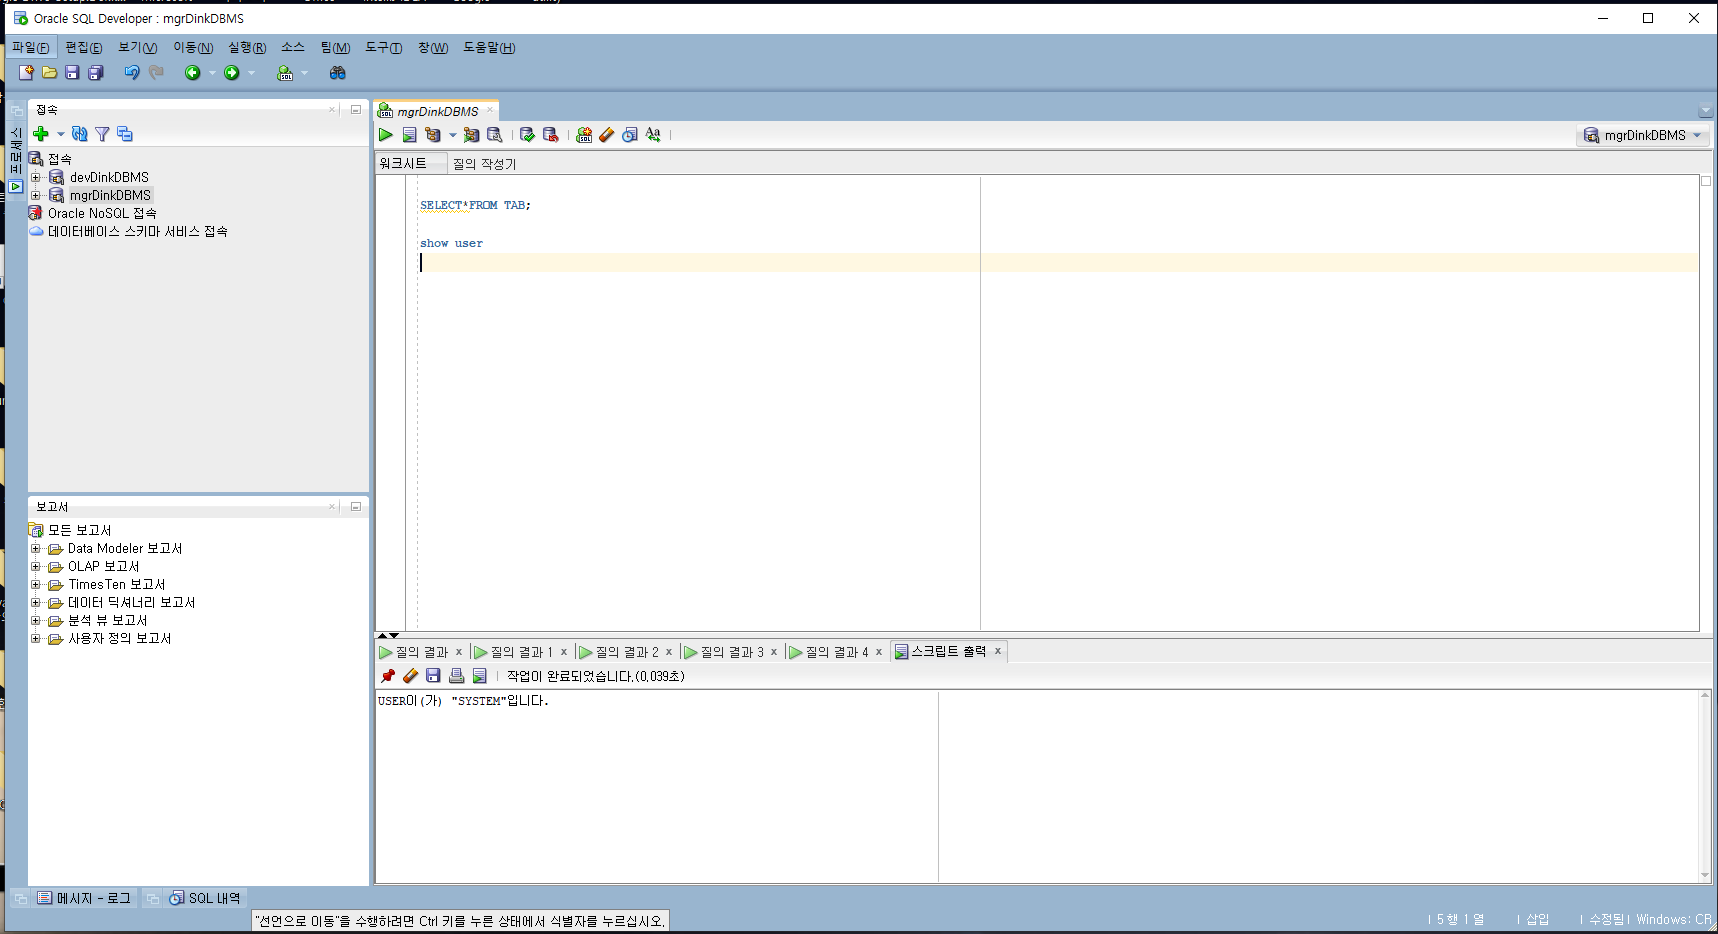 Oracle SQL Developer : mgrDinkDBMS
파일(F) 편집(E) 보기(V) 이동(N) 실행(R) 소스 팀(M) 도구(T) 창(W) 도움말(H)
접속
접속
devDinkDBMS
mgrDinkDBMS
Oracle NoSQL 접속
데이터베이스 스키마 서비스 접속
보고서
모든 보고서
Data Modeler 보고서
OLAP 보고서
TimesTen 보고서
데이터 딕셔너리 보고서
분석 뷰 보고서
사용자 정의 보고서
mgrDinkDBMS
mgrDinkDBMS
워크시트 질의 작성기
SELECT*FROM TAB;
show user
질의 결과 질의 결과 1 질의 결과 2 질의 결과 3 질의 결과 4 스크립트 출력
작업이 완료되었습니다.(0.039초)
USER이(가) "SYSTEM"입니다.
메시지 - 로그 SQL 내역
"선언으로 이동"을 수행하려면 Ctrl 키를 누른 상태에서 식별자를 누르십시오.
5 행 1 열 삽입 수정됨 Windows: CR